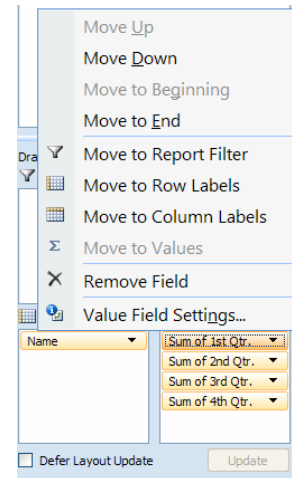 Move Up
Move Down
Move to Beginning
Move to End
Dra
Move to Report Filter
Move to Row Labels
Move to Column Labels
Σ Move to Values
Remove Field
Value Field Settings...
Name
Sum of 1st Qtr.
Sum of 2nd Qtr.
Sum of 3rd Qtr.
Sum of 4th Qtr.
Defer Layout Update
Update